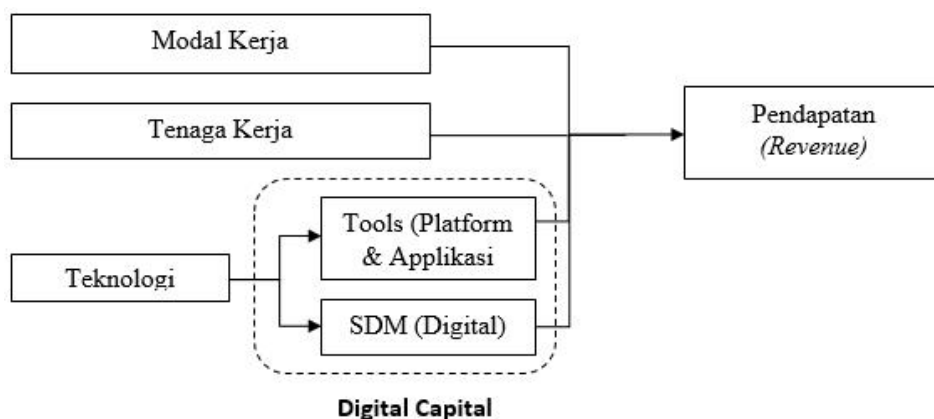 Modal Kerja
Tenaga Kerja
Pendapatan
(Revenue)
Tools (Platform
& Applikasi
Teknologi
SDM (Digital)
Digital Capital